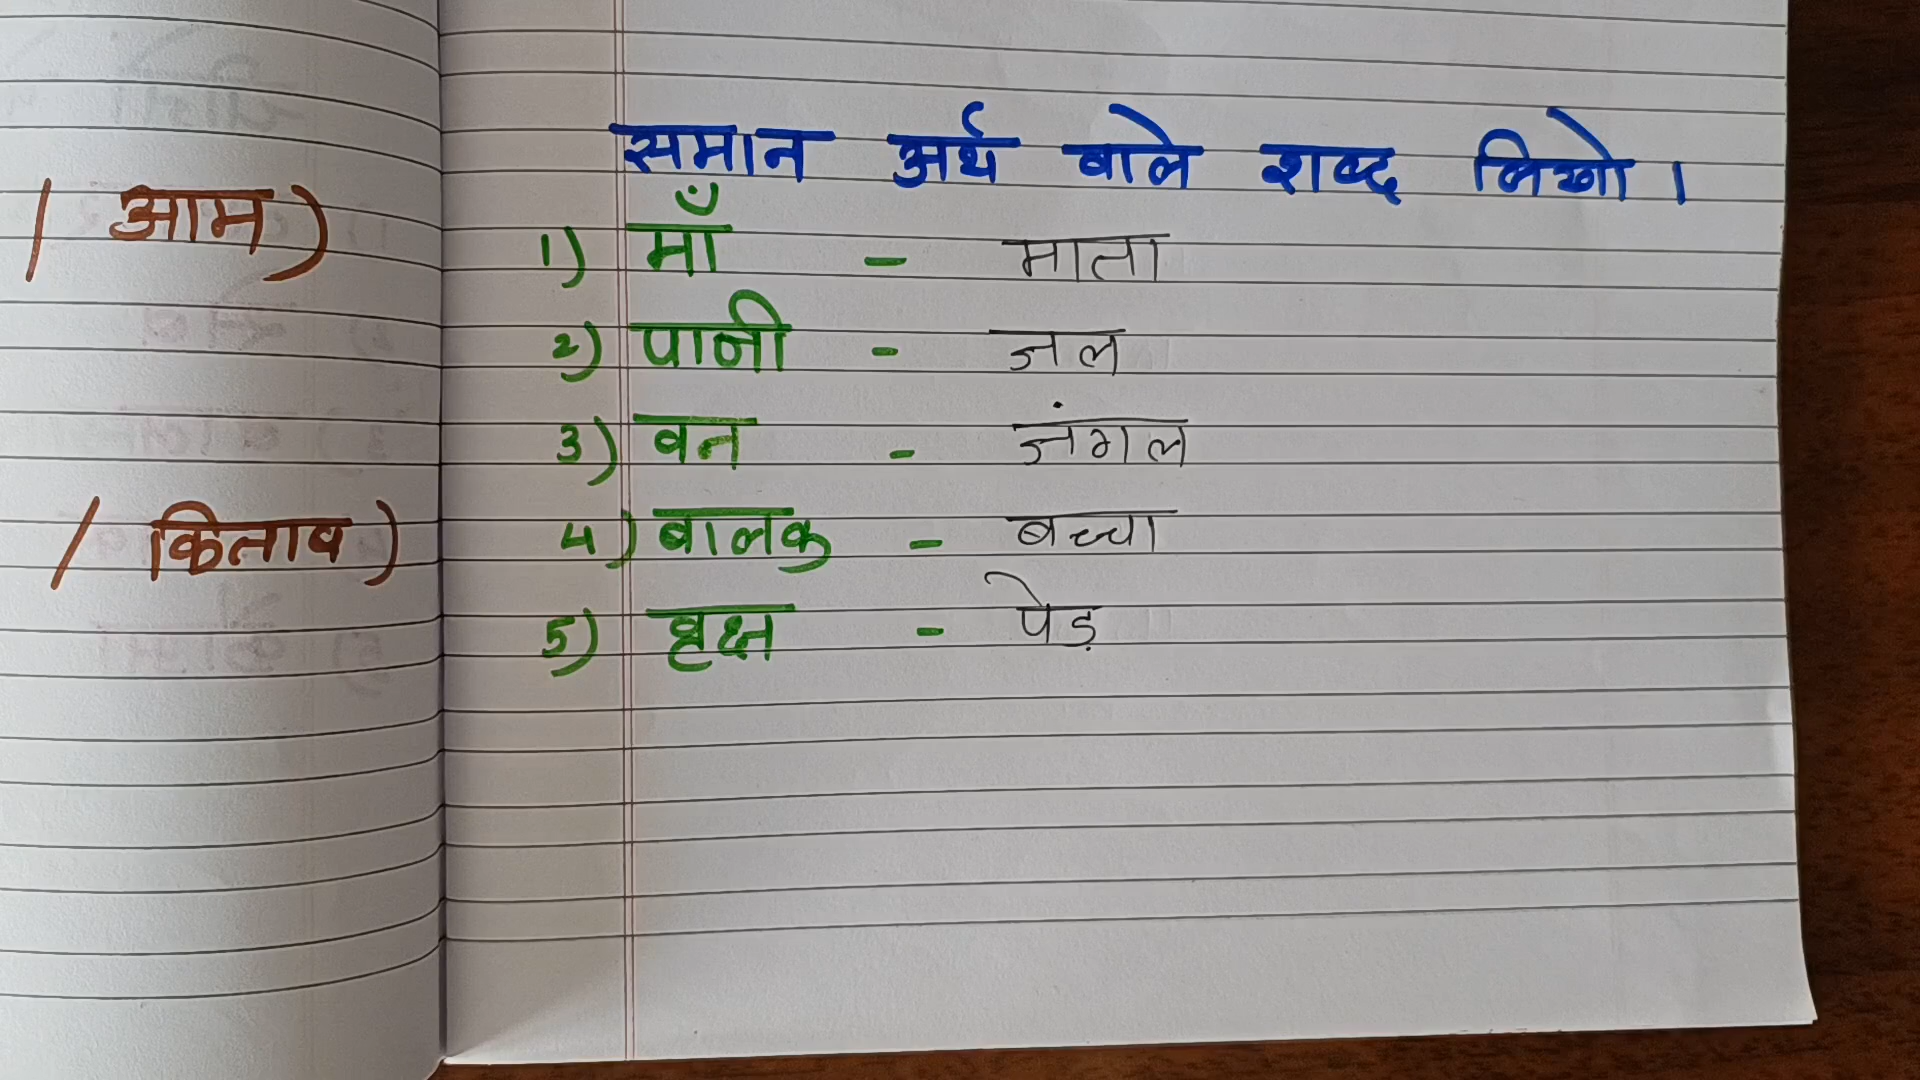 समान अर्थ वाले शब्द लिखो ।
1) माँ - माता
2) पानी - जल
3) वन - जंगल
4) बालक - बच्चा
5) वृक्ष - पेड़
/ आम)
/ किताब)